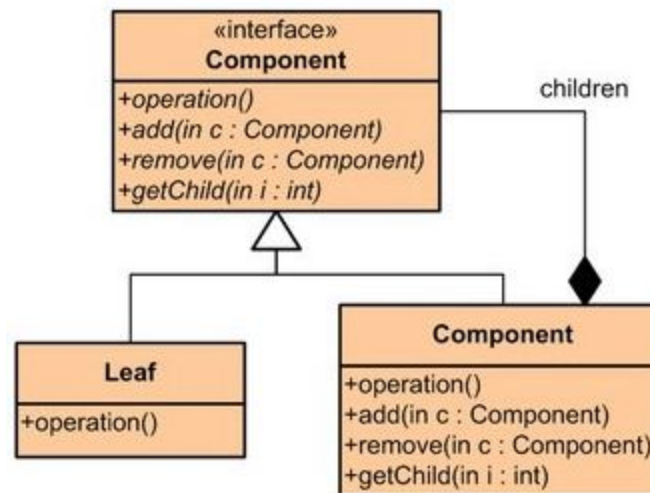 «interface»
Component
+operation()
+add(in c : Component)
+remove(in c : Component)
+getChild(in i : int)
children
Leaf
+operation()
Component
+operation()
+add(in c : Component)
+remove(in c : Component)
+getChild(in i : int)